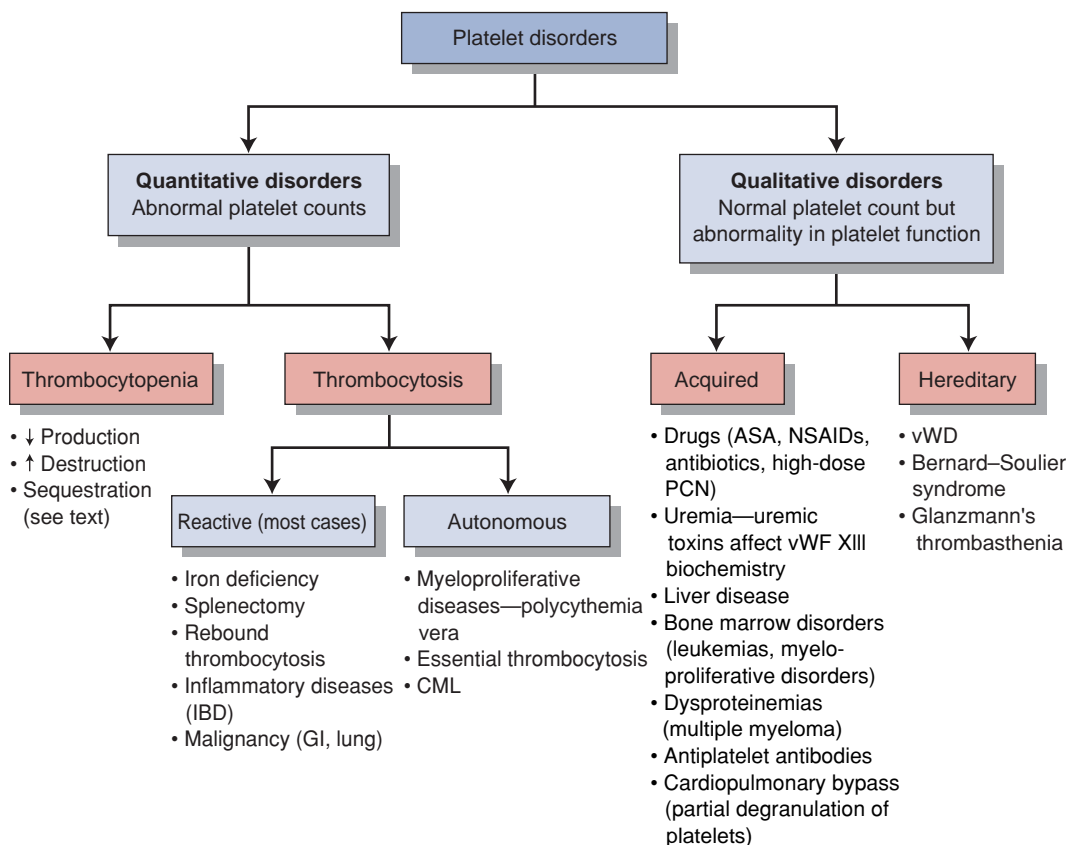 Platelet disorders
Quantitative disorders
Abnormal platelet counts
Qualitative disorders
Normal platelet count but
abnormality in platelet function
Thrombocytopenia
• ↓ Production
• ↑ Destruction
• Sequestration
(see text)
Thrombocytosis
Reactive (most cases)
• Iron deficiency
• Splenectomy
• Rebound
thrombocytosis
• Inflammatory diseases
(IBD)
• Malignancy (GI, lung)
Autonomous
• Myeloproliferative
diseases—polycythemia
vera
• Essential thrombocytosis
• CML
Acquired
• Drugs (ASA, NSAIDs,
antibiotics, high-dose
PCN)
• Uremia—uremic
toxins affect vWF XIII
biochemistry
• Liver disease
• Bone marrow disorders
(leukemias, myelo-
proliferative disorders)
• Dysproteinemias
(multiple myeloma)
• Antiplatelet antibodies
• Cardiopulmonary bypass
(partial degranulation of
platelets)
Hereditary
• vWD
• Bernard–Soulier
syndrome
• Glanzmann's
thrombasthenia